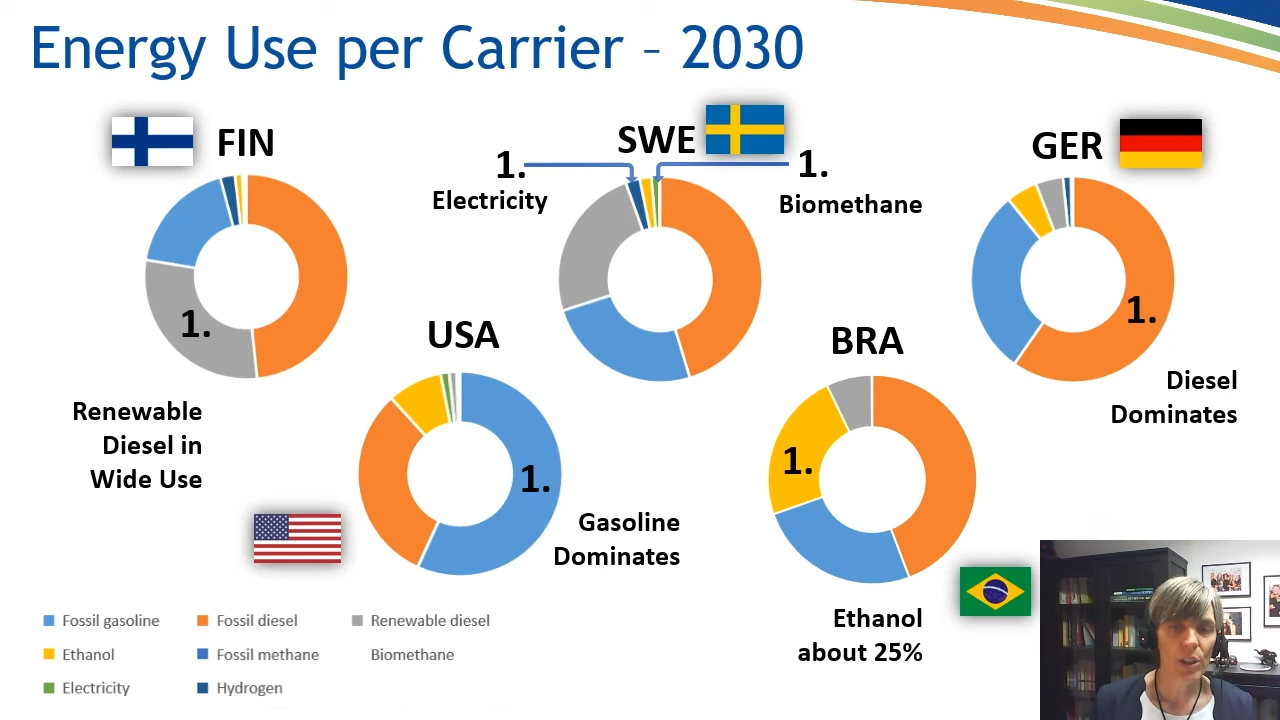 Energy Use per Carrier – 2030
FIN
SWE
GER
1.
Electricity
1.
Biomethane
1.
1.
Renewable
Diesel in
Wide Use
USA
1.
Gasoline
Dominates
BRA
1.
Ethanol
about 25%
Diesel
Dominates
Fossil gasoline
Fossil diesel
Renewable diesel
Ethanol
Fossil methane
Biomethane
Electricity
Hydrogen